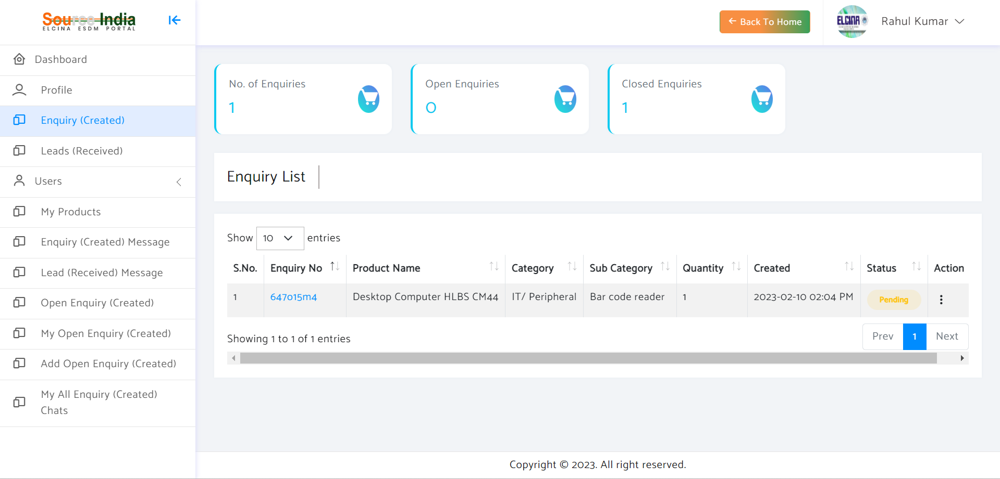 Source India
ELCINA ESDM PORTAL
Back To Home
ELCINA
Rahul Kumar
Dashboard
Profile
Enquiry (Created)
Leads (Received)
Users
My Products
Enquiry (Created) Message
Lead (Received) Message
Open Enquiry (Created)
My Open Enquiry (Created)
Add Open Enquiry (Created)
My All Enquiry (Created)
Chats
No. of Enquiries
1
Open Enquiries
0
Closed Enquiries
1
Enquiry List
Show 10 entries
S.No. Enquiry No Product Name Category Sub Category Quantity Created Status Action
1 647015m4 Desktop Computer HLBS CM44 IT/ Peripheral Bar code reader 1 2023-02-10 02:04 PM Pending
Showing 1 to 1 of 1 entries
Prev 1 Next
Copyright © 2023. All right reserved.